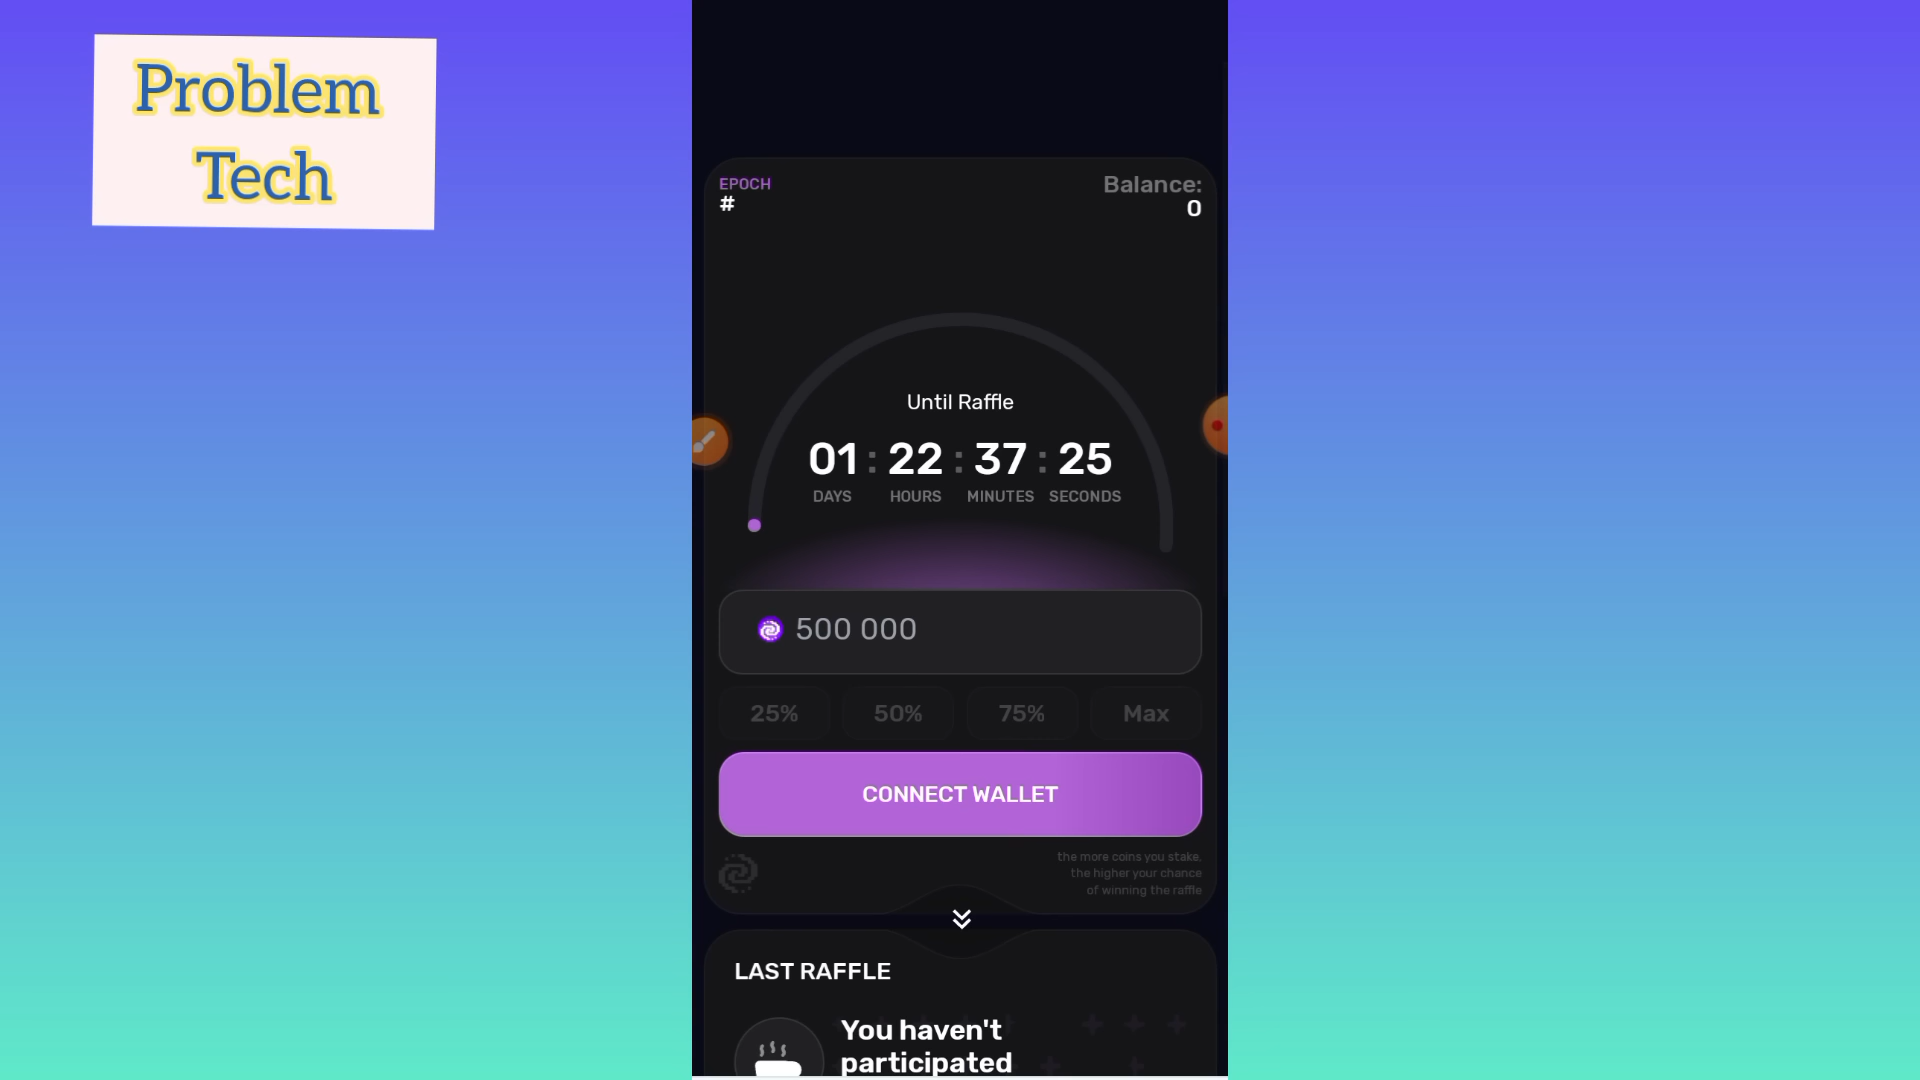 Problem
Tech
EPOCH
#
Balance:
0
Until Raffle
01 : 22 : 37 : 25
DAYS HOURS MINUTES SECONDS
500 000
25% 50% 75% Max
CONNECT WALLET
the more coins you stake,
the higher your chance
of winning the raffle
LAST RAFFLE
You haven't
participated